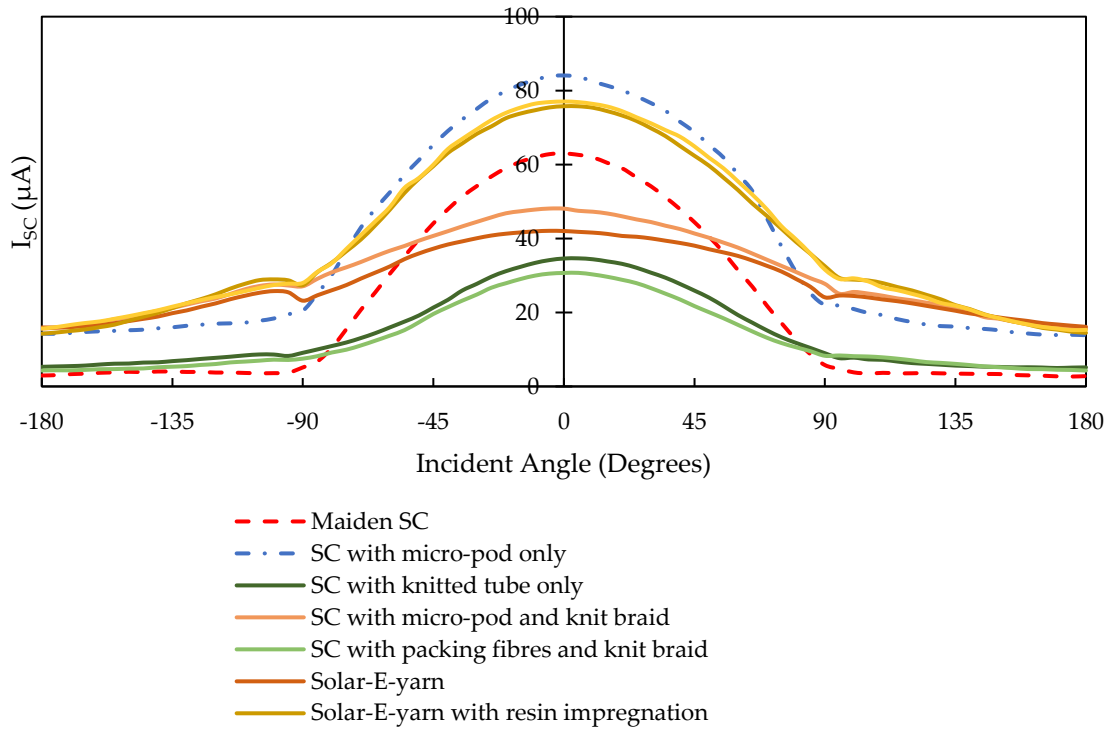 100
80
60
40
20
0
I_SC (µA)
-180 -135 -90 -45 0 45 90 135 180
Incident Angle (Degrees)
Maiden SC
SC with micro-pod only
SC with knitted tube only
SC with micro-pod and knit braid
SC with packing fibres and knit braid
Solar-E-yarn
Solar-E-yarn with resin impregnation